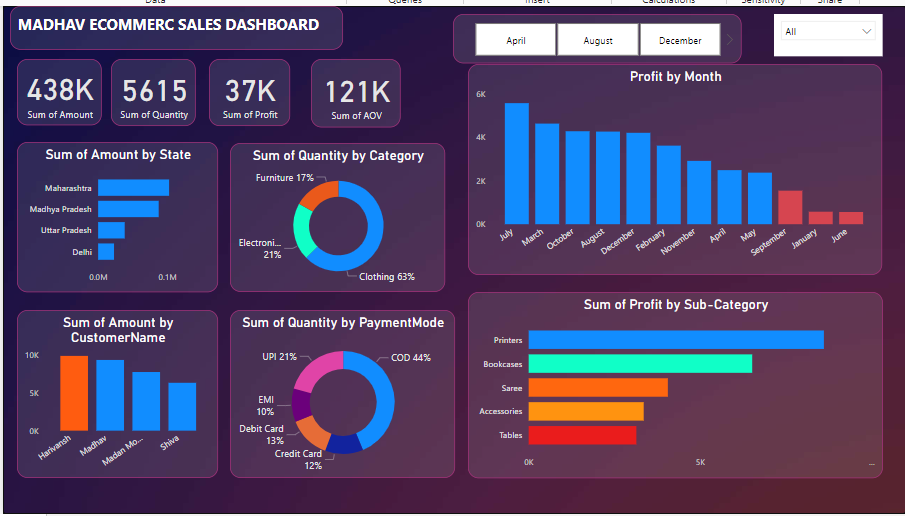 Data
Queries
Insert
Calculations
Sensitivity
Share
MADHAV ECOMMERC SALES DASHBOARD
April
August
December
All
438K
Sum of Amount
5615
Sum of Quantity
37K
Sum of Profit
121K
Sum of AOV
Profit by Month
6K
4K
2K
0K
July
March
October
August
December
February
November
April
May
September
January
June
Sum of Amount by State
Maharashtra
Madhya Pradesh
Uttar Pradesh
Delhi
0.0M
0.1M
Sum of Quantity by Category
Furniture 17%
Electroni...
21%
Clothing 63%
Sum of Amount by
CustomerName
10K
5K
0K
Harivansh
Madhav
Madan Mo...
Shiva
Sum of Quantity by PaymentMode
UPI 21%
COD 44%
EMI
10%
Debit Card
13%
Credit Card
12%
Sum of Profit by Sub-Category
Printers
Bookcases
Saree
Accessories
Tables
0K
5K